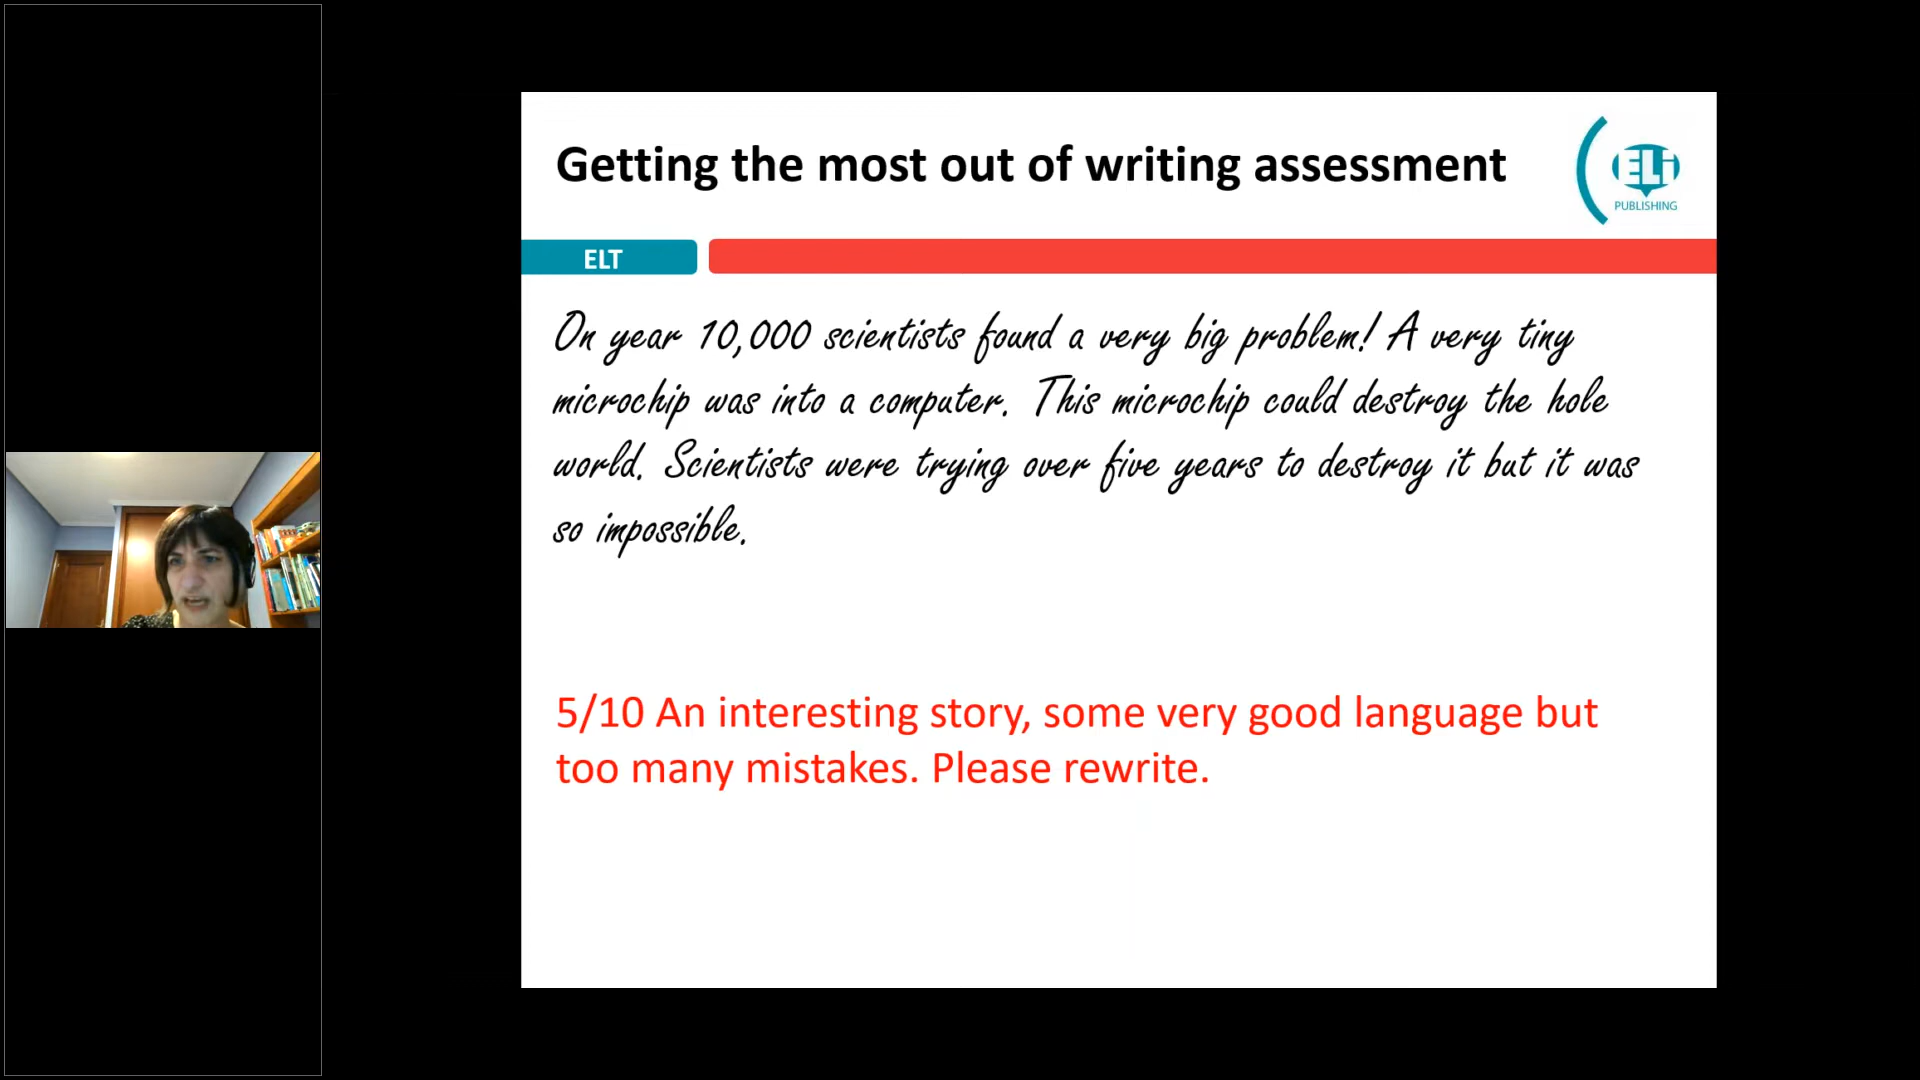 Getting the most out of writing assessment
ELi
PUBLISHING
ELT
On year 10,000 scientists found a very big problem! A very tiny
microchip was into a computer. This microchip could destroy the hole
world. Scientists were trying over five years to destroy it but it was
so impossible.
5/10 An interesting story, some very good language but
too many mistakes. Please rewrite.